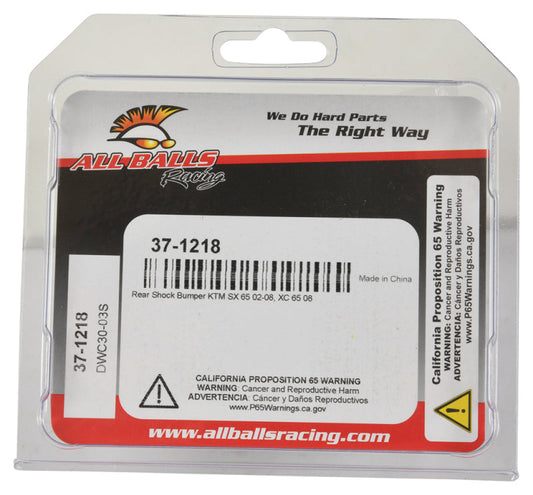 We Do Hard Parts
The Right Way
ALL BALLS
Racing
37-1218
Made in China
Rear Shock Bumper KTM SX 65 02-08, XC 65 08
CALIFORNIA PROPOSITION 65 WARNING
WARNING: Cancer and Reproductive Harm
ADVERTENCIA: Cáncer y Daños Reproductivos
www.P65Warnings.ca.gov
37-1218
DWC30-03S
California Proposition 65 Warning
WARNING: Cancer and Reproductive Harm
ADVERTENCIA: Cáncer y Daños Reproductivos
www.P65Warnings.ca.gov
www.allballsracing.com